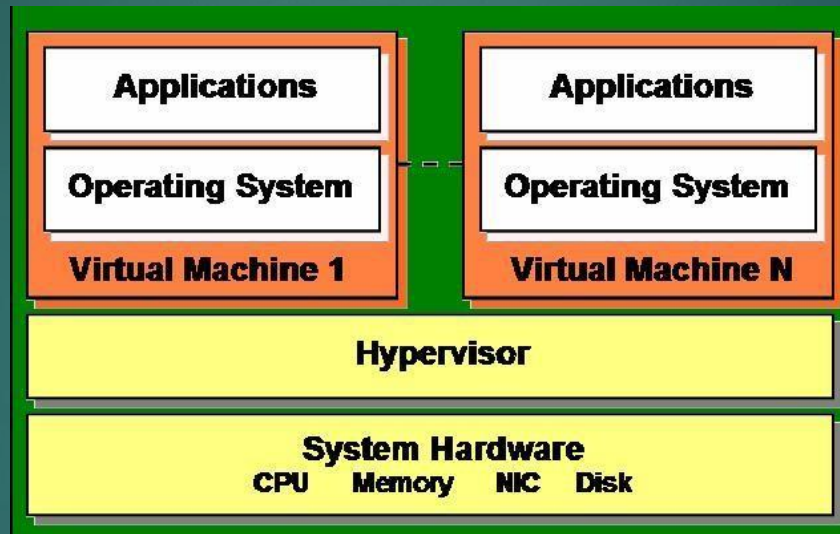 Applications
Operating System
Virtual Machine 1
Applications
Operating System
Virtual Machine N
Hypervisor
System Hardware
CPU Memory NIC Disk